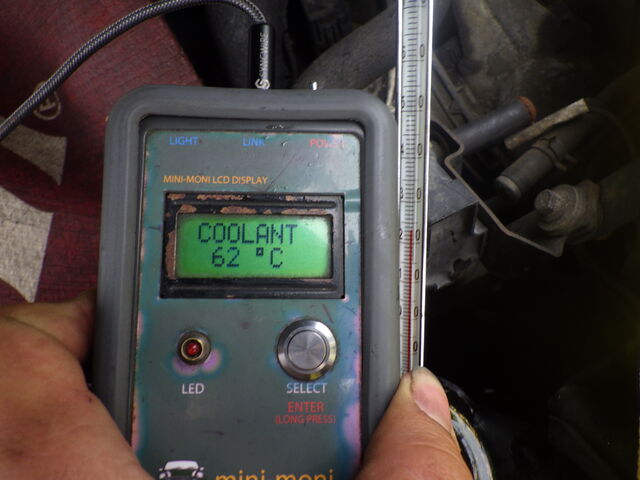 LIGHT LINK POWER
MINI-MONI LCD DISPLAY
COOLANT
62 °C
LED
SELECT
ENTER
(LONG PRESS)
mini moni